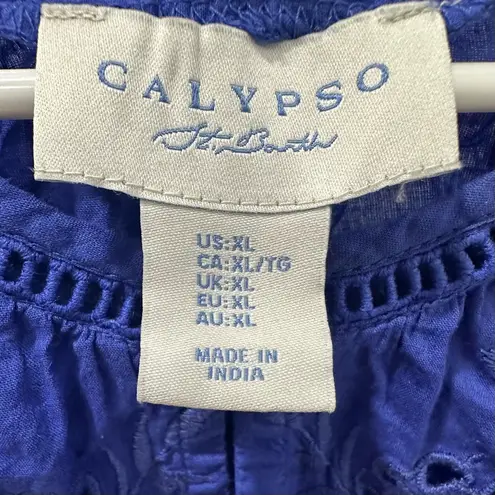 CALYPSO
St. Barth
US:XL
CA:XL/TG
UK:XL
EU:XL
AU:XL
MADE IN
INDIA